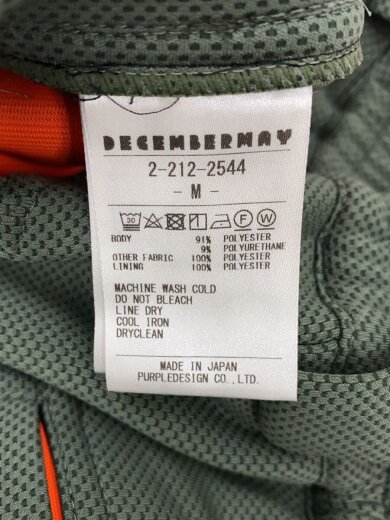 DECEMBERMAY
2-212-2544
- M -
30 F W
BODY 91% POLYESTER
9% POLYURETHANE
OTHER FABRIC 100% POLYESTER
LINING 100% POLYESTER
MACHINE WASH COLD
DO NOT BLEACH
LINE DRY
COOL IRON
DRYCLEAN
MADE IN JAPAN
PURPLEDESIGN CO.,LTD.